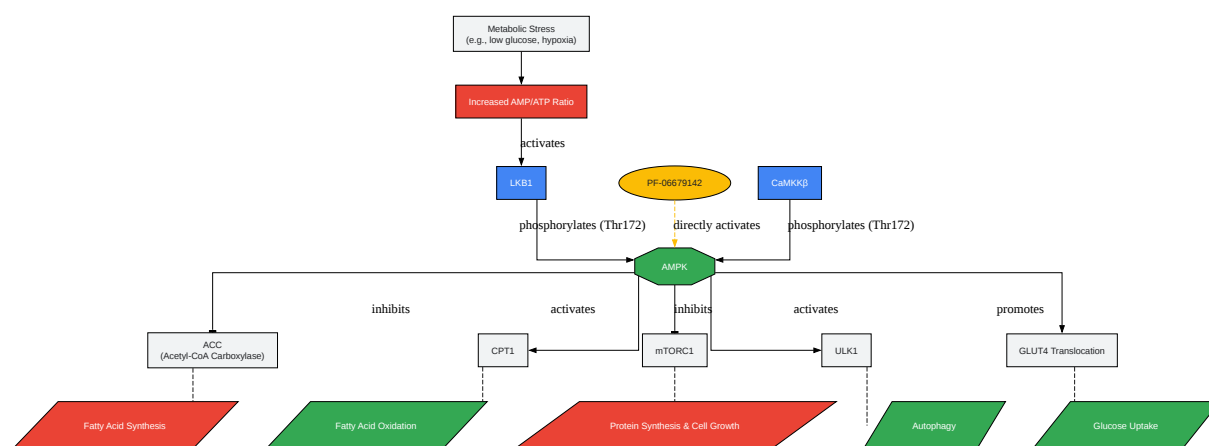 Metabolic Stress
(e.g., low glucose, hypoxia)
Increased AMP/ATP Ratio
activates
LKB1
PF-06679142
CaMKKβ
phosphorylates (Thr172)
directly activates
phosphorylates (Thr172)
AMPK
inhibits
activates
inhibits
activates
promotes
ACC
(Acetyl-CoA Carboxylase)
CPT1
mTORC1
ULK1
GLUT4 Translocation
Fatty Acid Synthesis
Fatty Acid Oxidation
Protein Synthesis & Cell Growth
Autophagy
Glucose Uptake